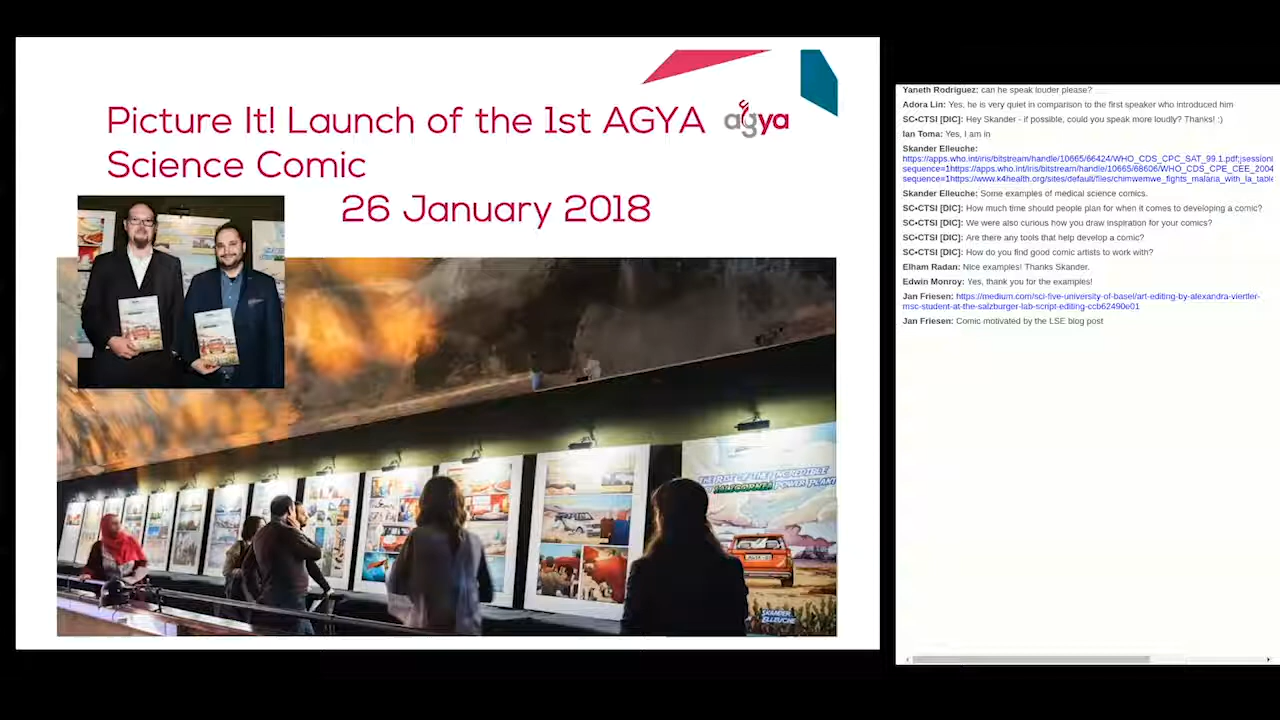 Picture It! Launch of the 1st AGYA
agya
Science Comic
26 January 2018
SALICORNIA
SKANDER
ELLEUCHE
Yaneth Rodriguez: can he speak louder please?
Adora Lin: Yes, he is very quiet in comparison to the first speaker who introduced him
SC•CTSI [DIC]: Hey Skander - if possible, could you speak more loudly? Thanks! :)
Ian Toma: Yes, I am in
Skander Elleuche:
https://apps.who.int/iris/bitstream/handle/10665/66424/WHO_CDS_CPC_SAT_99.1.pdf;jsessioni
sequence=1https://apps.who.int/iris/bitstream/handle/10665/68606/WHO_CDS_CPE_CEE_2004
sequence=1https://www.k4health.org/sites/default/files/chimwemwe_fights_malaria_with_la_table
Skander Elleuche: Some examples of medical science comics.
SC•CTSI [DIC]: How much time should people plan for when it comes to developing a comic?
SC•CTSI [DIC]: We were also curious how you draw inspiration for your comics?
SC•CTSI [DIC]: Are there any tools that help develop a comic?
SC•CTSI [DIC]: How do you find good comic artists to work with?
Elham Radan: Nice examples! Thanks Skander.
Edwin Monroy: Yes, thank you for the examples!
Jan Friesen: https://medium.com/sci-five-university-of-basel/art-editing-by-alexandra-viertler-
msc-student-at-the-salzburger-lab-script-editing-ccb62490e01
Jan Friesen: Comic motivated by the LSE blog post